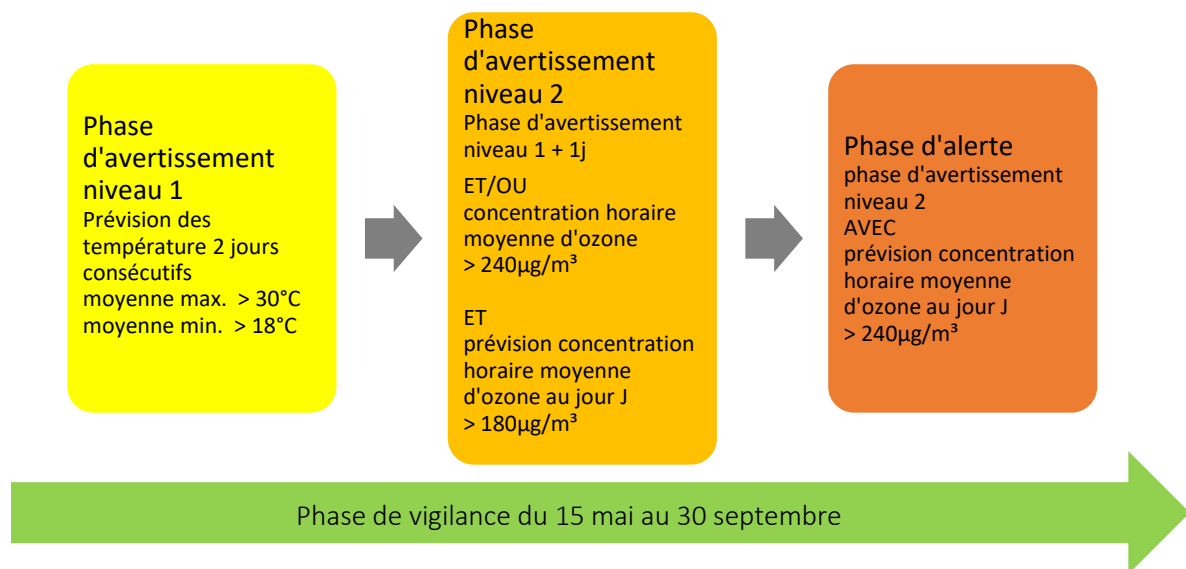 Phase
d'avertissement
niveau 1
Prévision des
température 2 jours
consécutifs
moyenne max. > 30°C
moyenne min. > 18°C
Phase
d'avertissement
niveau 2
Phase d'avertissement
niveau 1 + 1j
ET/OU
concentration horaire
moyenne d'ozone
> 240µg/m³
ET
prévision concentration
horaire moyenne
d'ozone au jour J
> 180µg/m³
Phase d'alerte
phase d'avertissement
niveau 2
AVEC
prévision concentration
horaire moyenne
d'ozone au jour J
> 240µg/m³
Phase de vigilance du 15 mai au 30 septembre